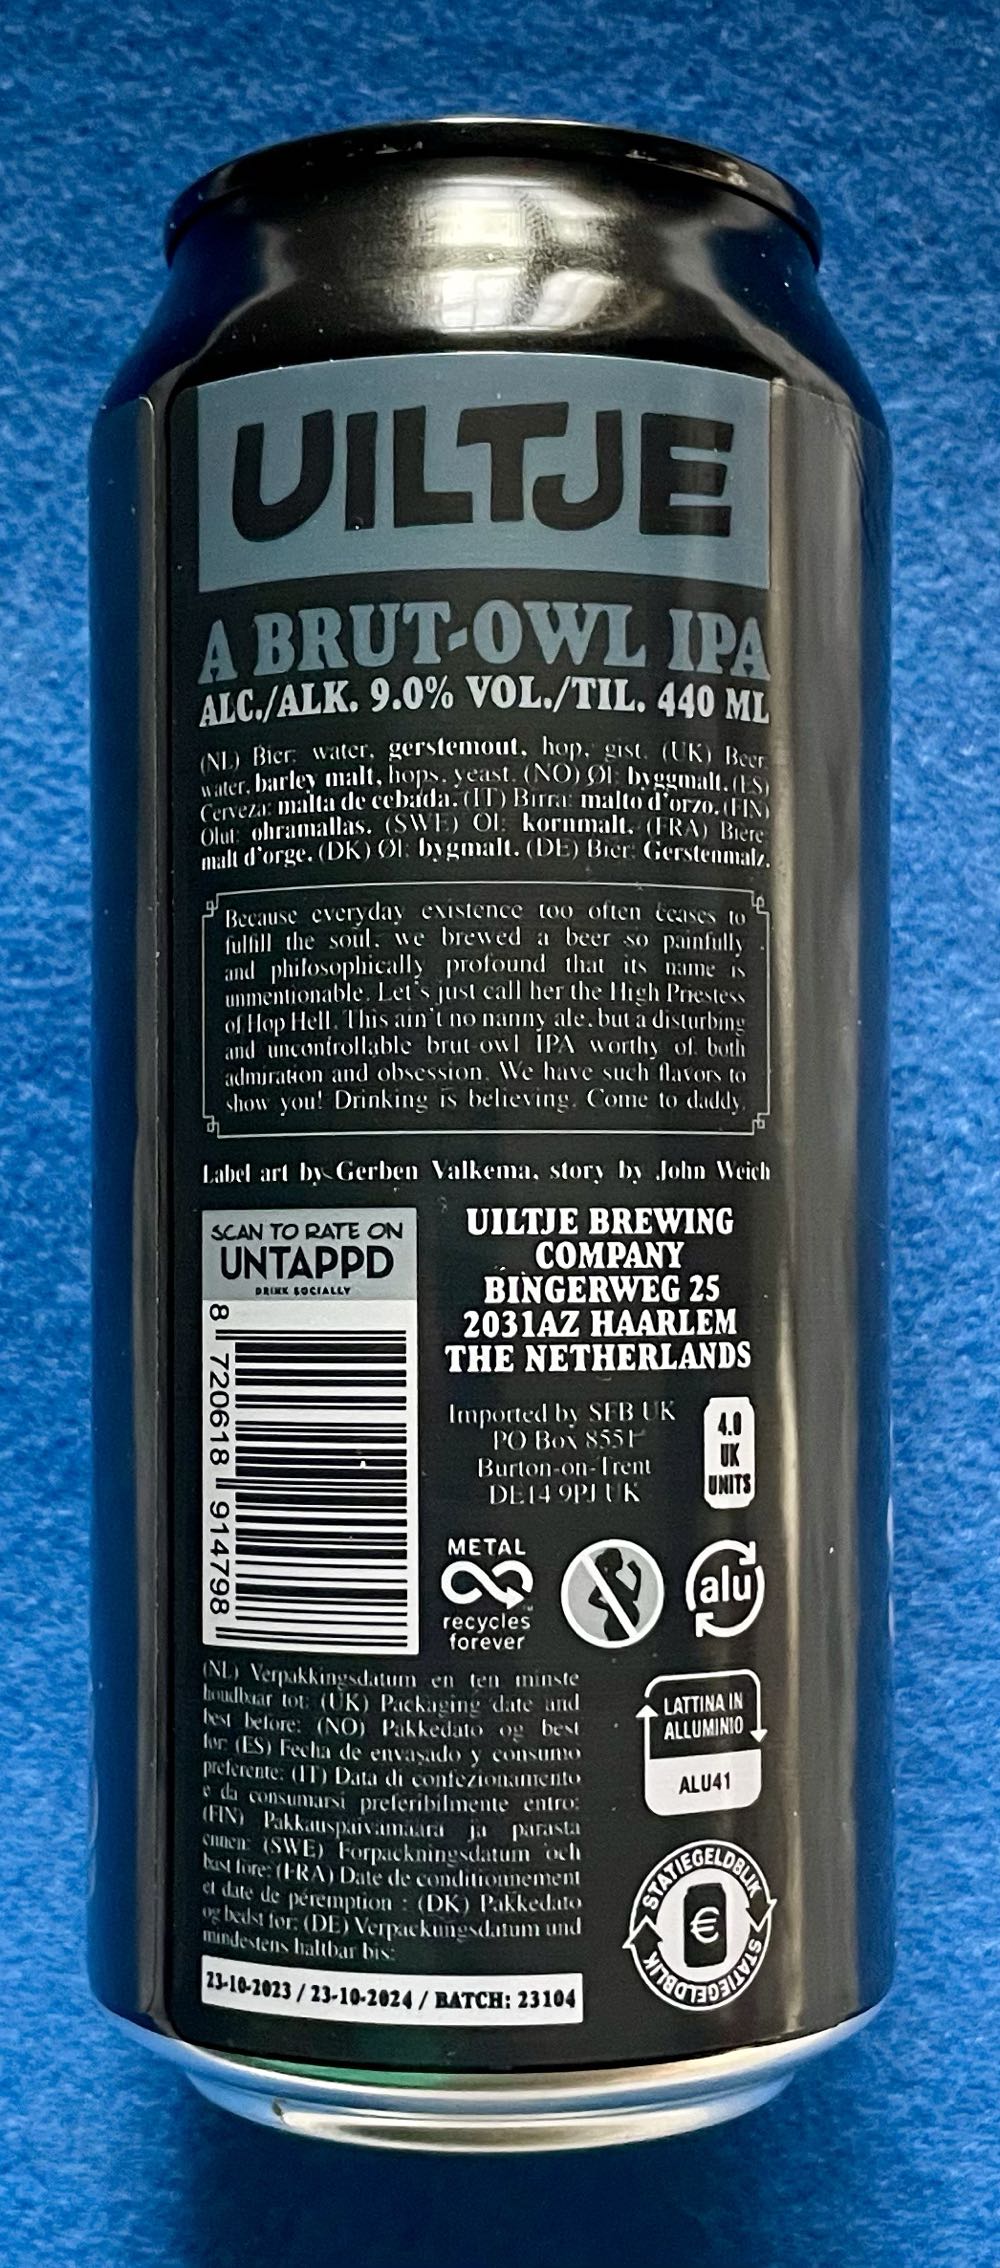 UILTJE
A BRUT-OWL IPA
ALC./ALK. 9.0% VOL./TIL. 440 ML
(NL) Bier: water, gerstemout, hop, gist. (UK) Beer:
water, barley malt, hops, yeast. (NO) Øl: byggmalt. (ES)
Cerveza: malta de cebada. (IT) Birra: malto d'orzo. (FIN)
Olut: ohramallas. (SWE) Öl: kornmalt. (FRA) Bière:
malt d'orge. (DK) Øl: bygmalt. (DE) Bier: Gerstenmalz.
Because everyday existence too often ceases to
fulfill the soul, we brewed a beer so painfully
and philosophically profound that its name is
unmentionable. Let's just call her the High Priestess
of Hop Hell. This ain't no nanny ale, but a disturbing
and uncontrollable brut-owl IPA worthy of both
admiration and obsession. We have such flavors to
show you! Drinking is believing. Come to daddy.
Label art by Gerben Valkema, story by John Weich
SCAN TO RATE ON
UNTAPPD
DRINK SOCIALLY
8 720618 914798
UILTJE BREWING
COMPANY
BINGERWEG 25
2031AZ HAARLEM
THE NETHERLANDS
Imported by SFB UK
PO Box 8551
Burton-on-Trent
DE14 9PJ UK
4.0
UK
UNITS
METAL
recycles
forever
alu
(NL) Verpakkingsdatum en ten minste
houdbaar tot: (UK) Packaging date and
best before: (NO) Pakkedato og best
før: (ES) Fecha de envasado y consumo
preferente: (IT) Data di confezionamento
e da consumarsi preferibilmente entro:
(FIN) Pakkauspäivämäärä ja parasta
ennen: (SWE) Förpackningsdatum och
bäst före: (FRA) Date de conditionnement
et date de péremption : (DK) Pakkedato
og bedst før: (DE) Verpackungsdatum und
mindestens haltbar bis:
LATTINA IN
ALLUMINIO
ALU41
STATIEGELDBLIK
€
STATIEGELDBLIK
23-10-2023 / 23-10-2024 / BATCH: 23104